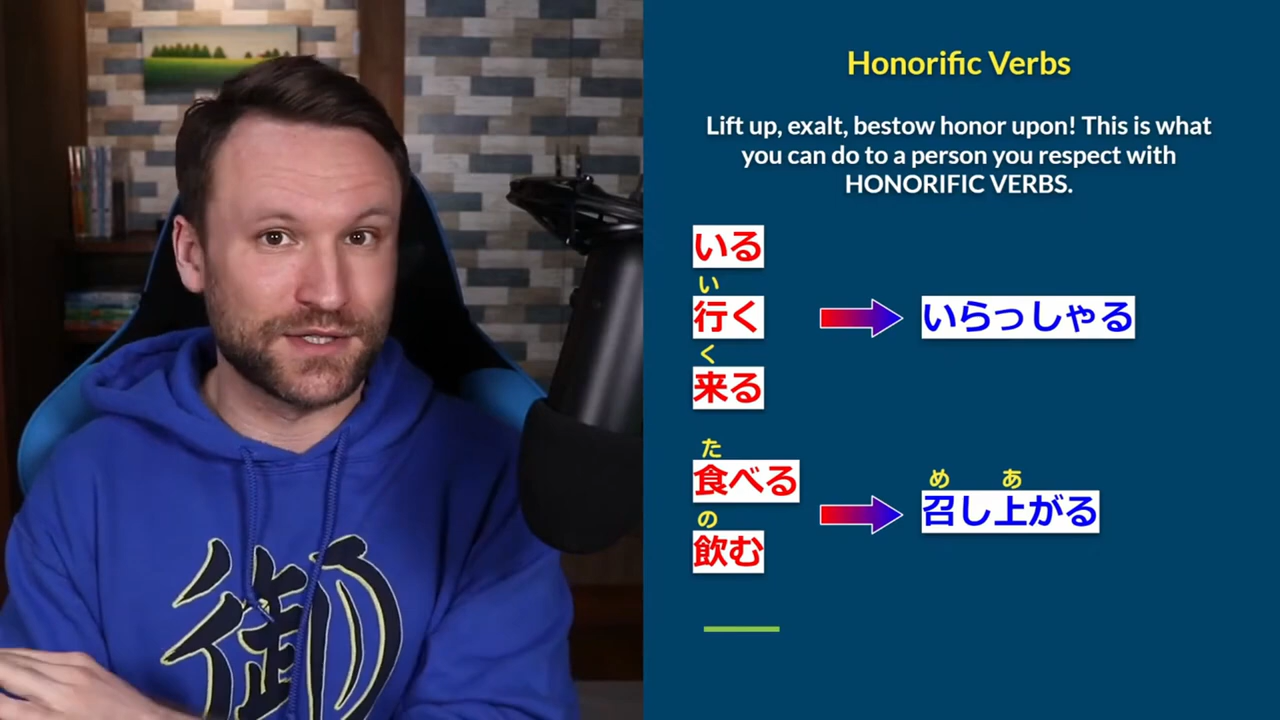 Honorific Verbs
Lift up, exalt, bestow honor upon! This is what
you can do to a person you respect with
HONORIFIC VERBS.
いる
い
行く
いらっしゃる
く
来る
た
食べる
め あ
召し上がる
の
飲む
御